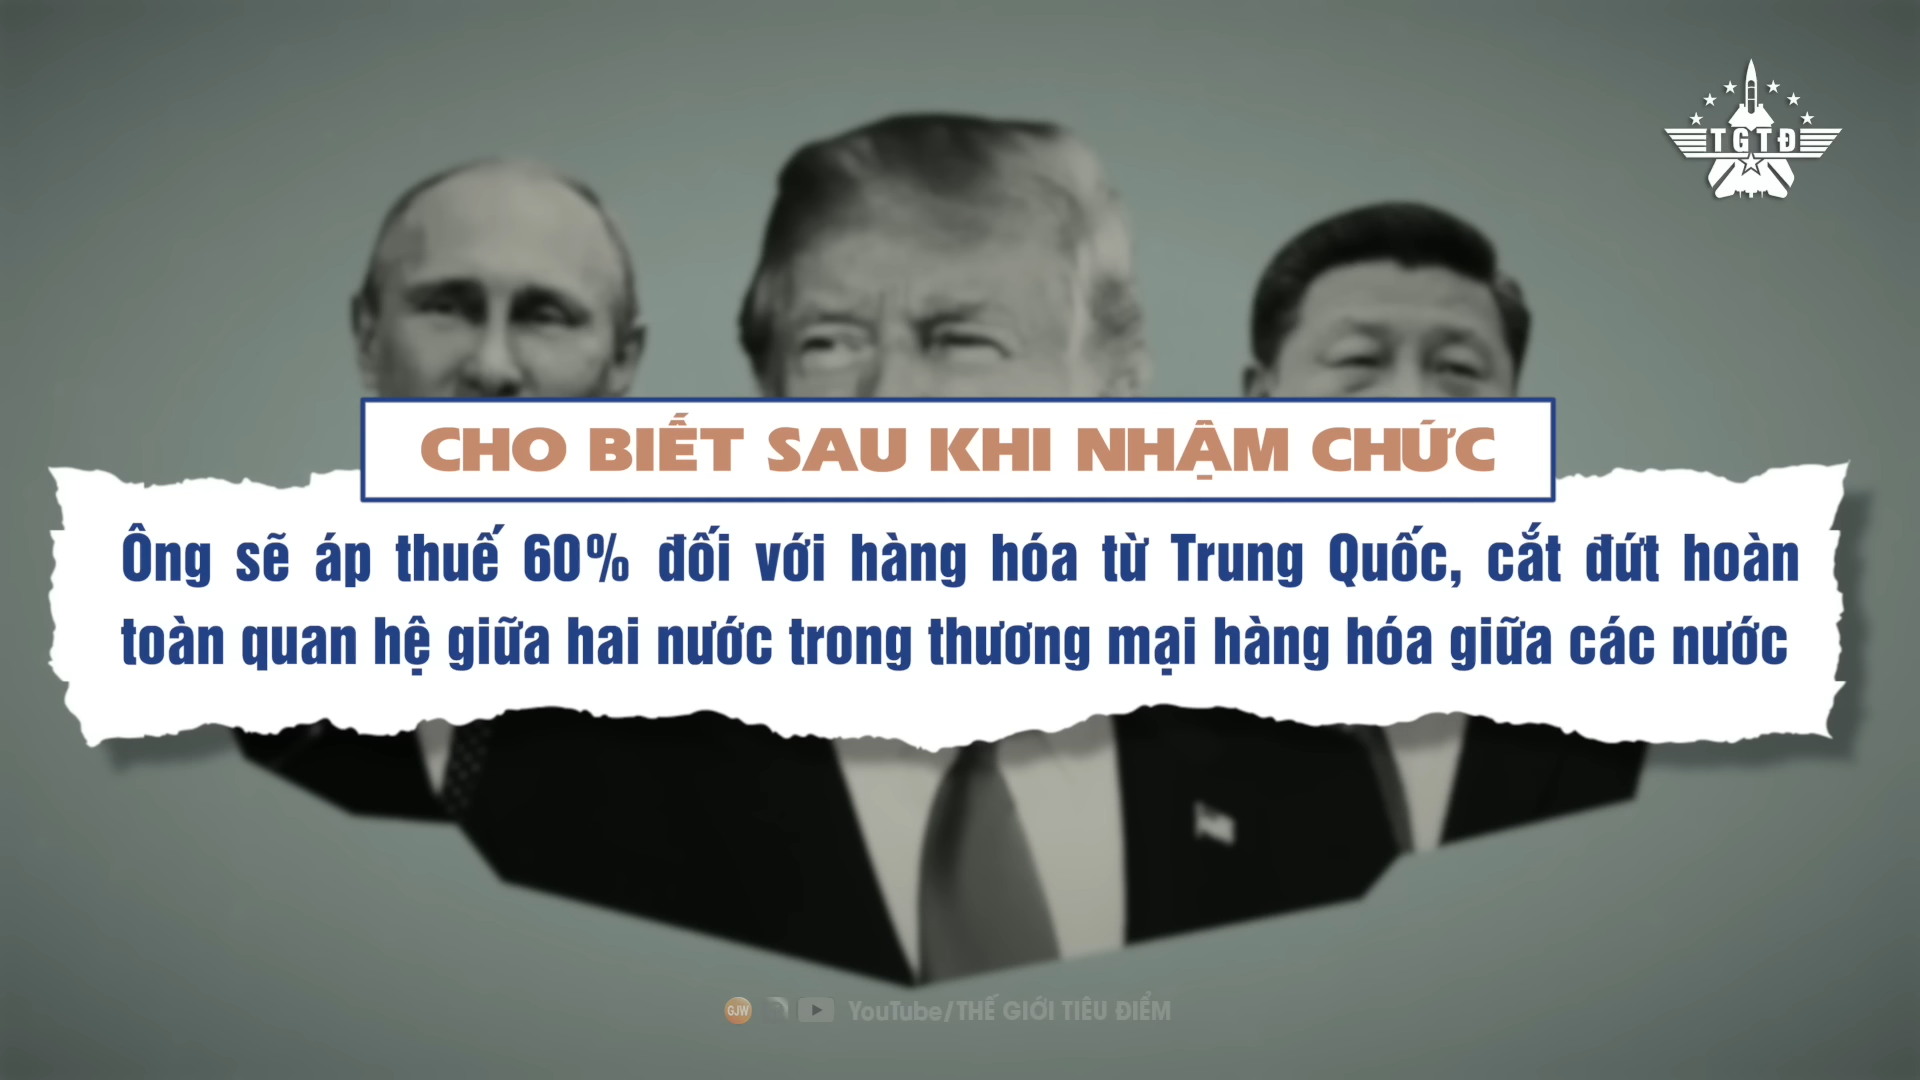 TGTĐ
CHO BIẾT SAU KHI NHẬM CHỨC
Ông sẽ áp thuế 60% đối với hàng hóa từ Trung Quốc, cắt đứt hoàn
toàn quan hệ giữa hai nước trong thương mại hàng hóa giữa các nước
GJW YouTube/THẾ GIỚI TIÊU ĐIỂM